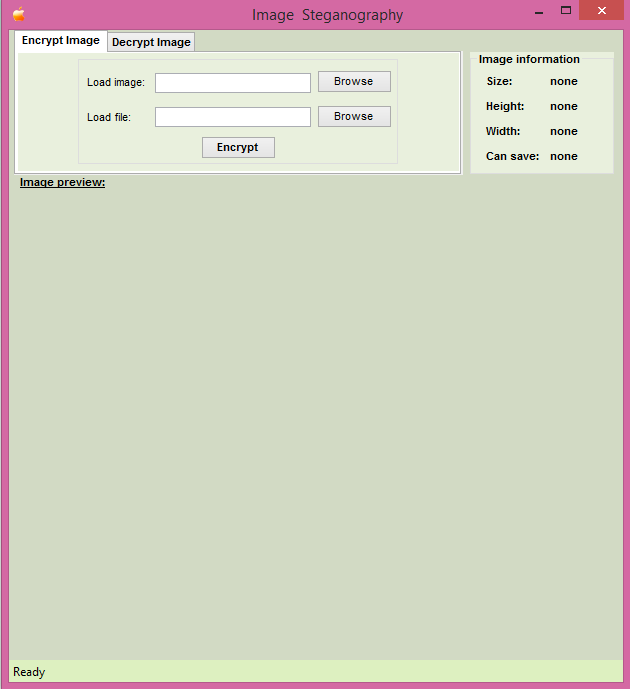 Image  Steganography
Encrypt Image
Decrypt Image
Load image:
Browse
Load file:
Browse
Encrypt
Image information
Size: none
Height: none
Width: none
Can save: none
Image preview:
Ready